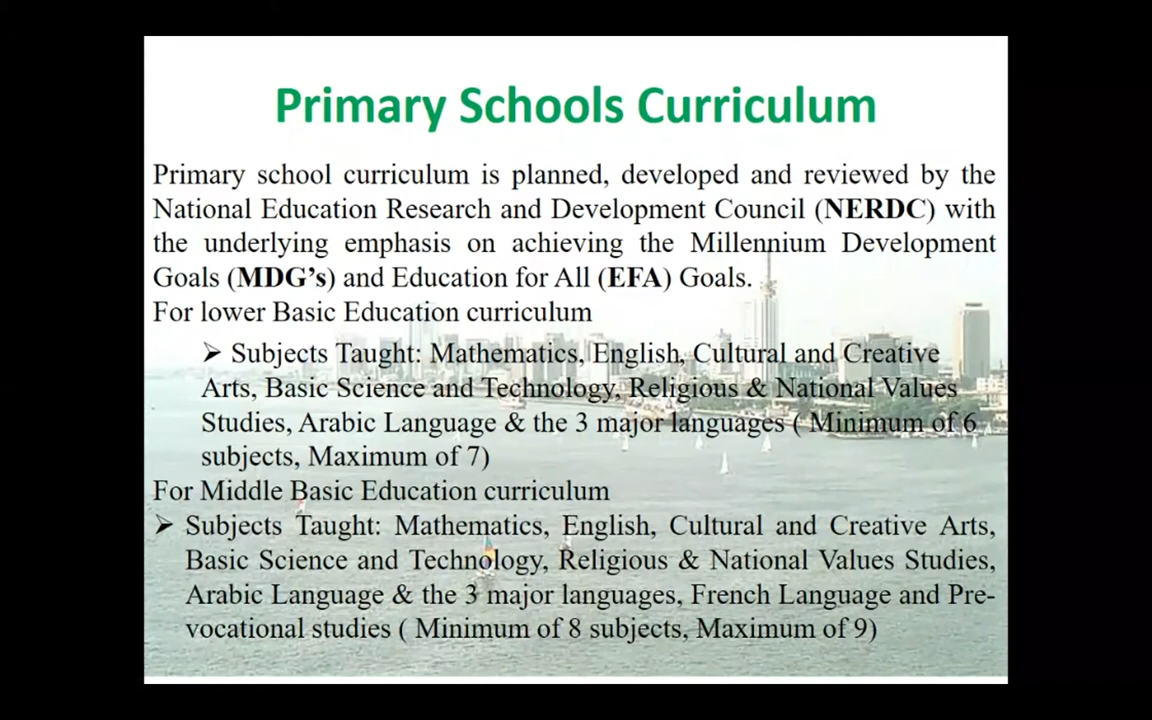 Primary Schools Curriculum
Primary school curriculum is planned, developed and reviewed by the
National Education Research and Development Council (NERDC) with
the underlying emphasis on achieving the Millennium Development
Goals (MDG’s) and Education for All (EFA) Goals.
For lower Basic Education curriculum
➢ Subjects Taught: Mathematics, English, Cultural and Creative
Arts, Basic Science and Technology, Religious & National Values
Studies, Arabic Language & the 3 major languages ( Minimum of 6
subjects, Maximum of 7)
For Middle Basic Education curriculum
➢ Subjects Taught: Mathematics, English, Cultural and Creative Arts,
Basic Science and Technology, Religious & National Values Studies,
Arabic Language & the 3 major languages, French Language and Pre-
vocational studies ( Minimum of 8 subjects, Maximum of 9)